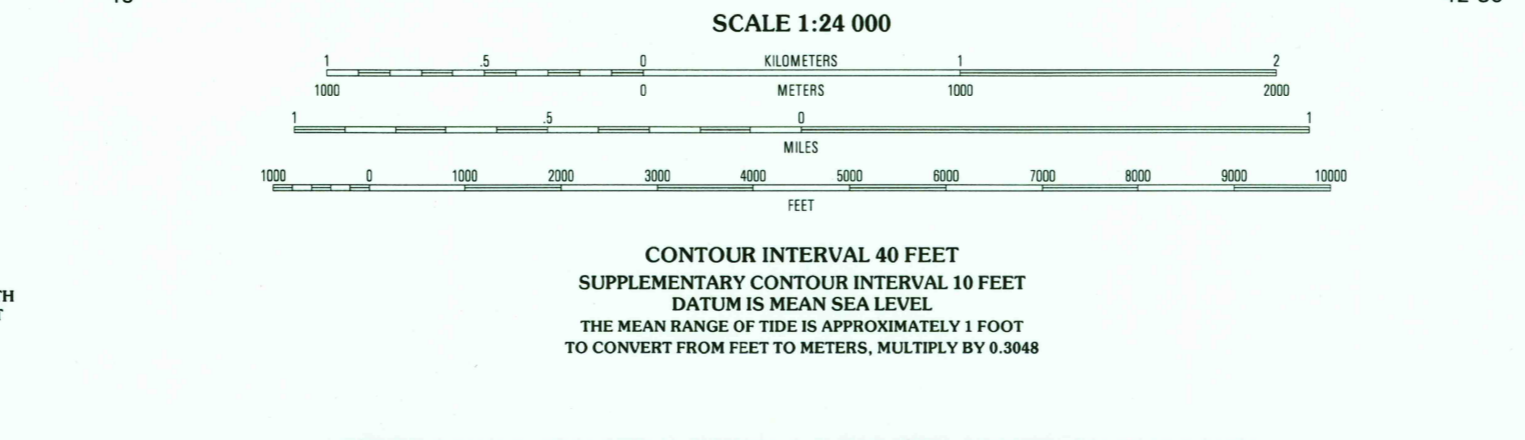 SCALE 1:24 000
1 .5 0 KILOMETERS 1 2
1000 0 METERS 1000 2000
1 .5 0 1
MILES
1000 0 1000 2000 3000 4000 5000 6000 7000 8000 9000 10000
FEET
CONTOUR INTERVAL 40 FEET
SUPPLEMENTARY CONTOUR INTERVAL 10 FEET
DATUM IS MEAN SEA LEVEL
THE MEAN RANGE OF TIDE IS APPROXIMATELY 1 FOOT
TO CONVERT FROM FEET TO METERS, MULTIPLY BY 0.3048